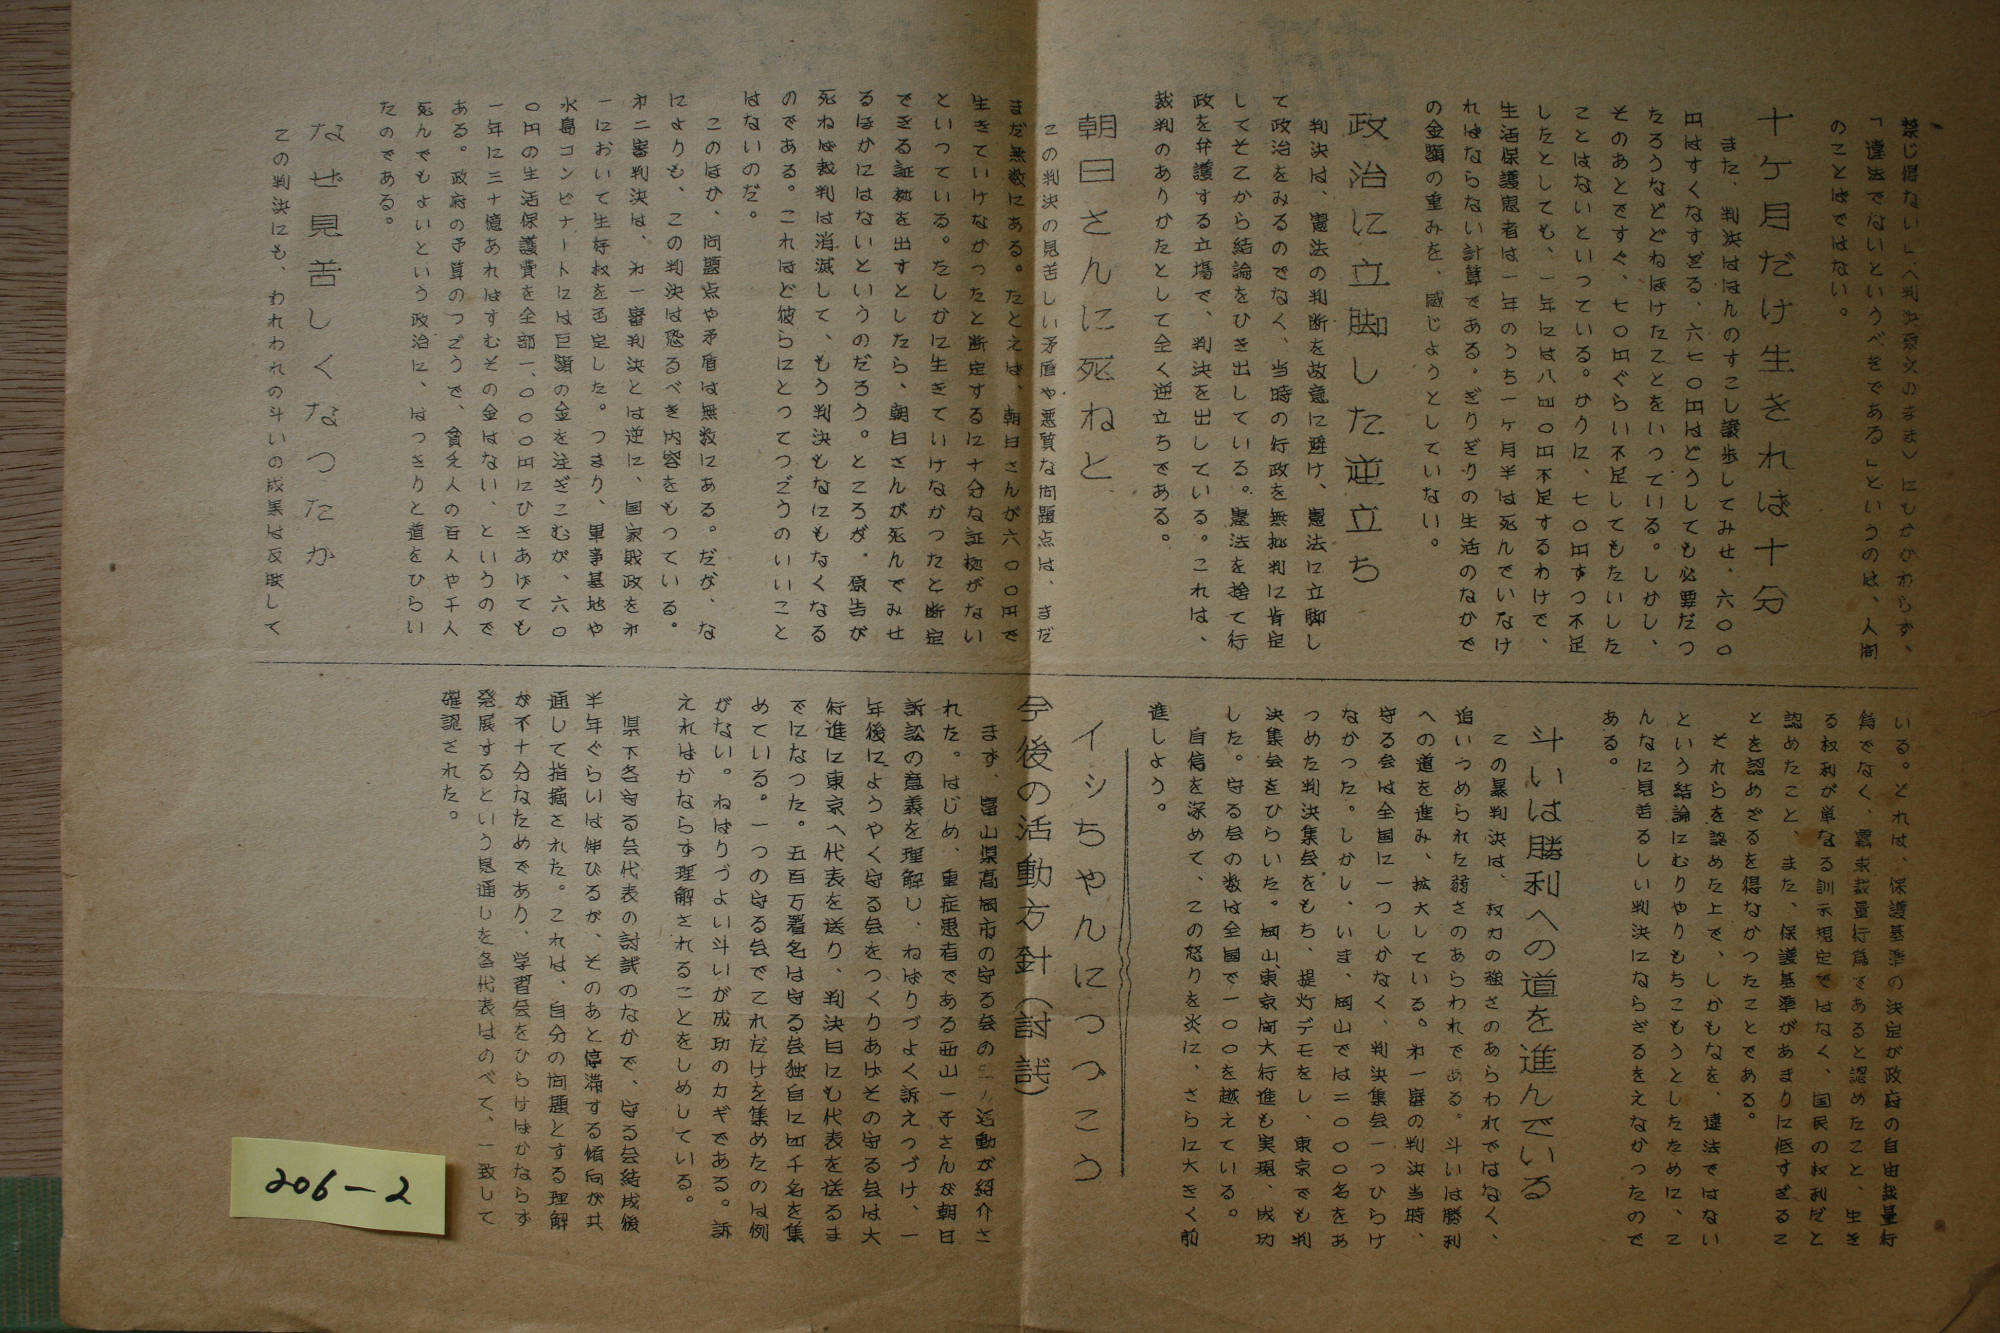 禁じ得ない」（判決要文のまま）にもかかわらず、
「違法でないというべきである」というのは、人間
のことばではない。
十ケ月だけ生きれば十分
また、判決はほんのすこし譲歩してみせ、六〇〇
円はすくなすぎる、六七〇円はどうしても必要だつ
たろうなどとねぼけたことをいつている。しかし、
そのあとですぐ、七〇円ぐらい不足してもたいした
ことはないといつている。かりに、七〇円ずつ不足
したとしても、一年には八四〇円不足するわけで、
生活保護患者は一年のうち一ケ月半は死んでいなけ
ればならない計算である。ぎりぎりの生活のなかで
の金額の重みを、感じようとしていない。
政治に立脚した逆立ち
判決は、憲法の判断を故意に避け、憲法に立脚し
て政治をみるのでなく、当時の行政を無批判に肯定
してそこから結論をひき出している。憲法を捨て行
政を弁護する立場で、判決を出している。これは、
裁判のありかたとして全く逆立ちである。
朝日さんに死ねと
この判決の見苦しい矛盾や悪質な問題点は、まだ
まだ無数にある。たとえば、朝日さんが六〇〇円で
生きていけなかつたと断定するに十分な証拠がない
といつている。たしかに生きていけなかつたと断定
できる証拠を出すとしたら、朝日さんが死んでみせ
るほかにはないというのだろう。ところが、原告が
死ねば裁判は消滅して、もう判決もなにもなくなる
のである。これほど彼らにとつてつごうのいいこと
はないのだ。
このほか、問題点や矛盾は無数にある。だが、な
によりも、この判決は恐るべき内容をもつている。
オ二審判決は、オ一審判決とは逆に、国家財政をオ
一において生存权を否定した。つまり、軍事基地や
水島コンビナートには巨額の金を注ぎこむが、六〇
〇円の生活保護費を全部一、〇〇〇円にひきあげても
一年に三十億あればすむその金はない、というので
ある。政府の予算のつごうで、貧乏人の百人や千人
死んでもよいという政治に、はつきりと道をひらい
たのである。
なぜ見苦しくなつたか
この判決にも、われわれの斗いの成果は反映して
いる。それは、保護基準の決定が政府の自由裁量行
為でなく、覊束裁量行為であると認めたこと、生き
る权利が単なる訓示規定ではなく、国民の权利だと
認めたこと、また、保護基準があまりに低すぎるこ
とを認めざるを得なかつたことである。
それらを認めた上で、しかもなを、違法ではない
という結論にむりやりもちこもうとしたために、こ
んなに見苦るしい判決にならざるをえなかつたので
ある。
斗いは勝利への道を進んでいる
この暴判決は、权力の強さのあらわれではなく、
追いつめられた弱さのあらわれである。斗いは勝利
への道を進み、拡大している。オ一審の判決当時、
守る会は全国に一つしかなく、判決集会一つひらけ
なかつた。しかし、いま、岡山では二〇〇〇名をあ
つめた判決集会をもち、提灯デモをし、東京でも判
決集会をひらいた。岡山、東京間大行進も実現、成功
した。守る会の数は全国で一〇〇を越えている。
自信を深めて、この怒りを炎に、さらに大きく前
進しよう。
イッちやんにつづこう
今後の活動方針（討議）
まず、富山県高岡市の守る会の 活動が紹介さ
れた。はじめ、重症患者である西山一子さんが朝日
訴訟の意義を理解し、ねばりづよく訴えつづけ、一
年後にようやく守る会をつくりあげその守る会は大
行進に東京へ代表を送り、判決日にも代表を送るま
でになつた。五百万署名は守る会独自に四千名を集
めている。一つの守る会でこれだけを集めたのは例
がない。ねばりづよい斗いが成功のカギである。訴
えればかならず理解されることをしめしている。
県下各守る会代表の討議のなかで、守る会結成後
半年ぐらいは伸びるが、そのあと停滞する傾向が共
通して指摘された。これは、自分の問題とする理解
が不十分なためであり、学習会をひらけばかならず
発展するという見通しを各代表はのべて、一致して
確認された。
206-2